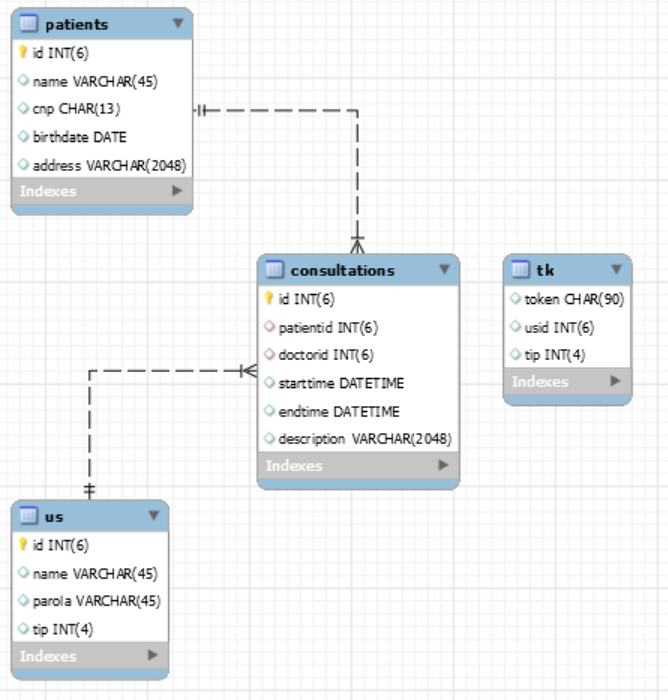 patients
id INT(6)
name VARCHAR(45)
cnp CHAR(13)
birthdate DATE
address VARCHAR(2048)
Indexes
consultations
id INT(6)
patientid INT(6)
doctorid INT(6)
starttime DATETIME
endtime DATETIME
description VARCHAR(2048)
Indexes
tk
token CHAR(90)
usid INT(6)
tip INT(4)
Indexes
us
id INT(6)
name VARCHAR(45)
parola VARCHAR(45)
tip INT(4)
Indexes